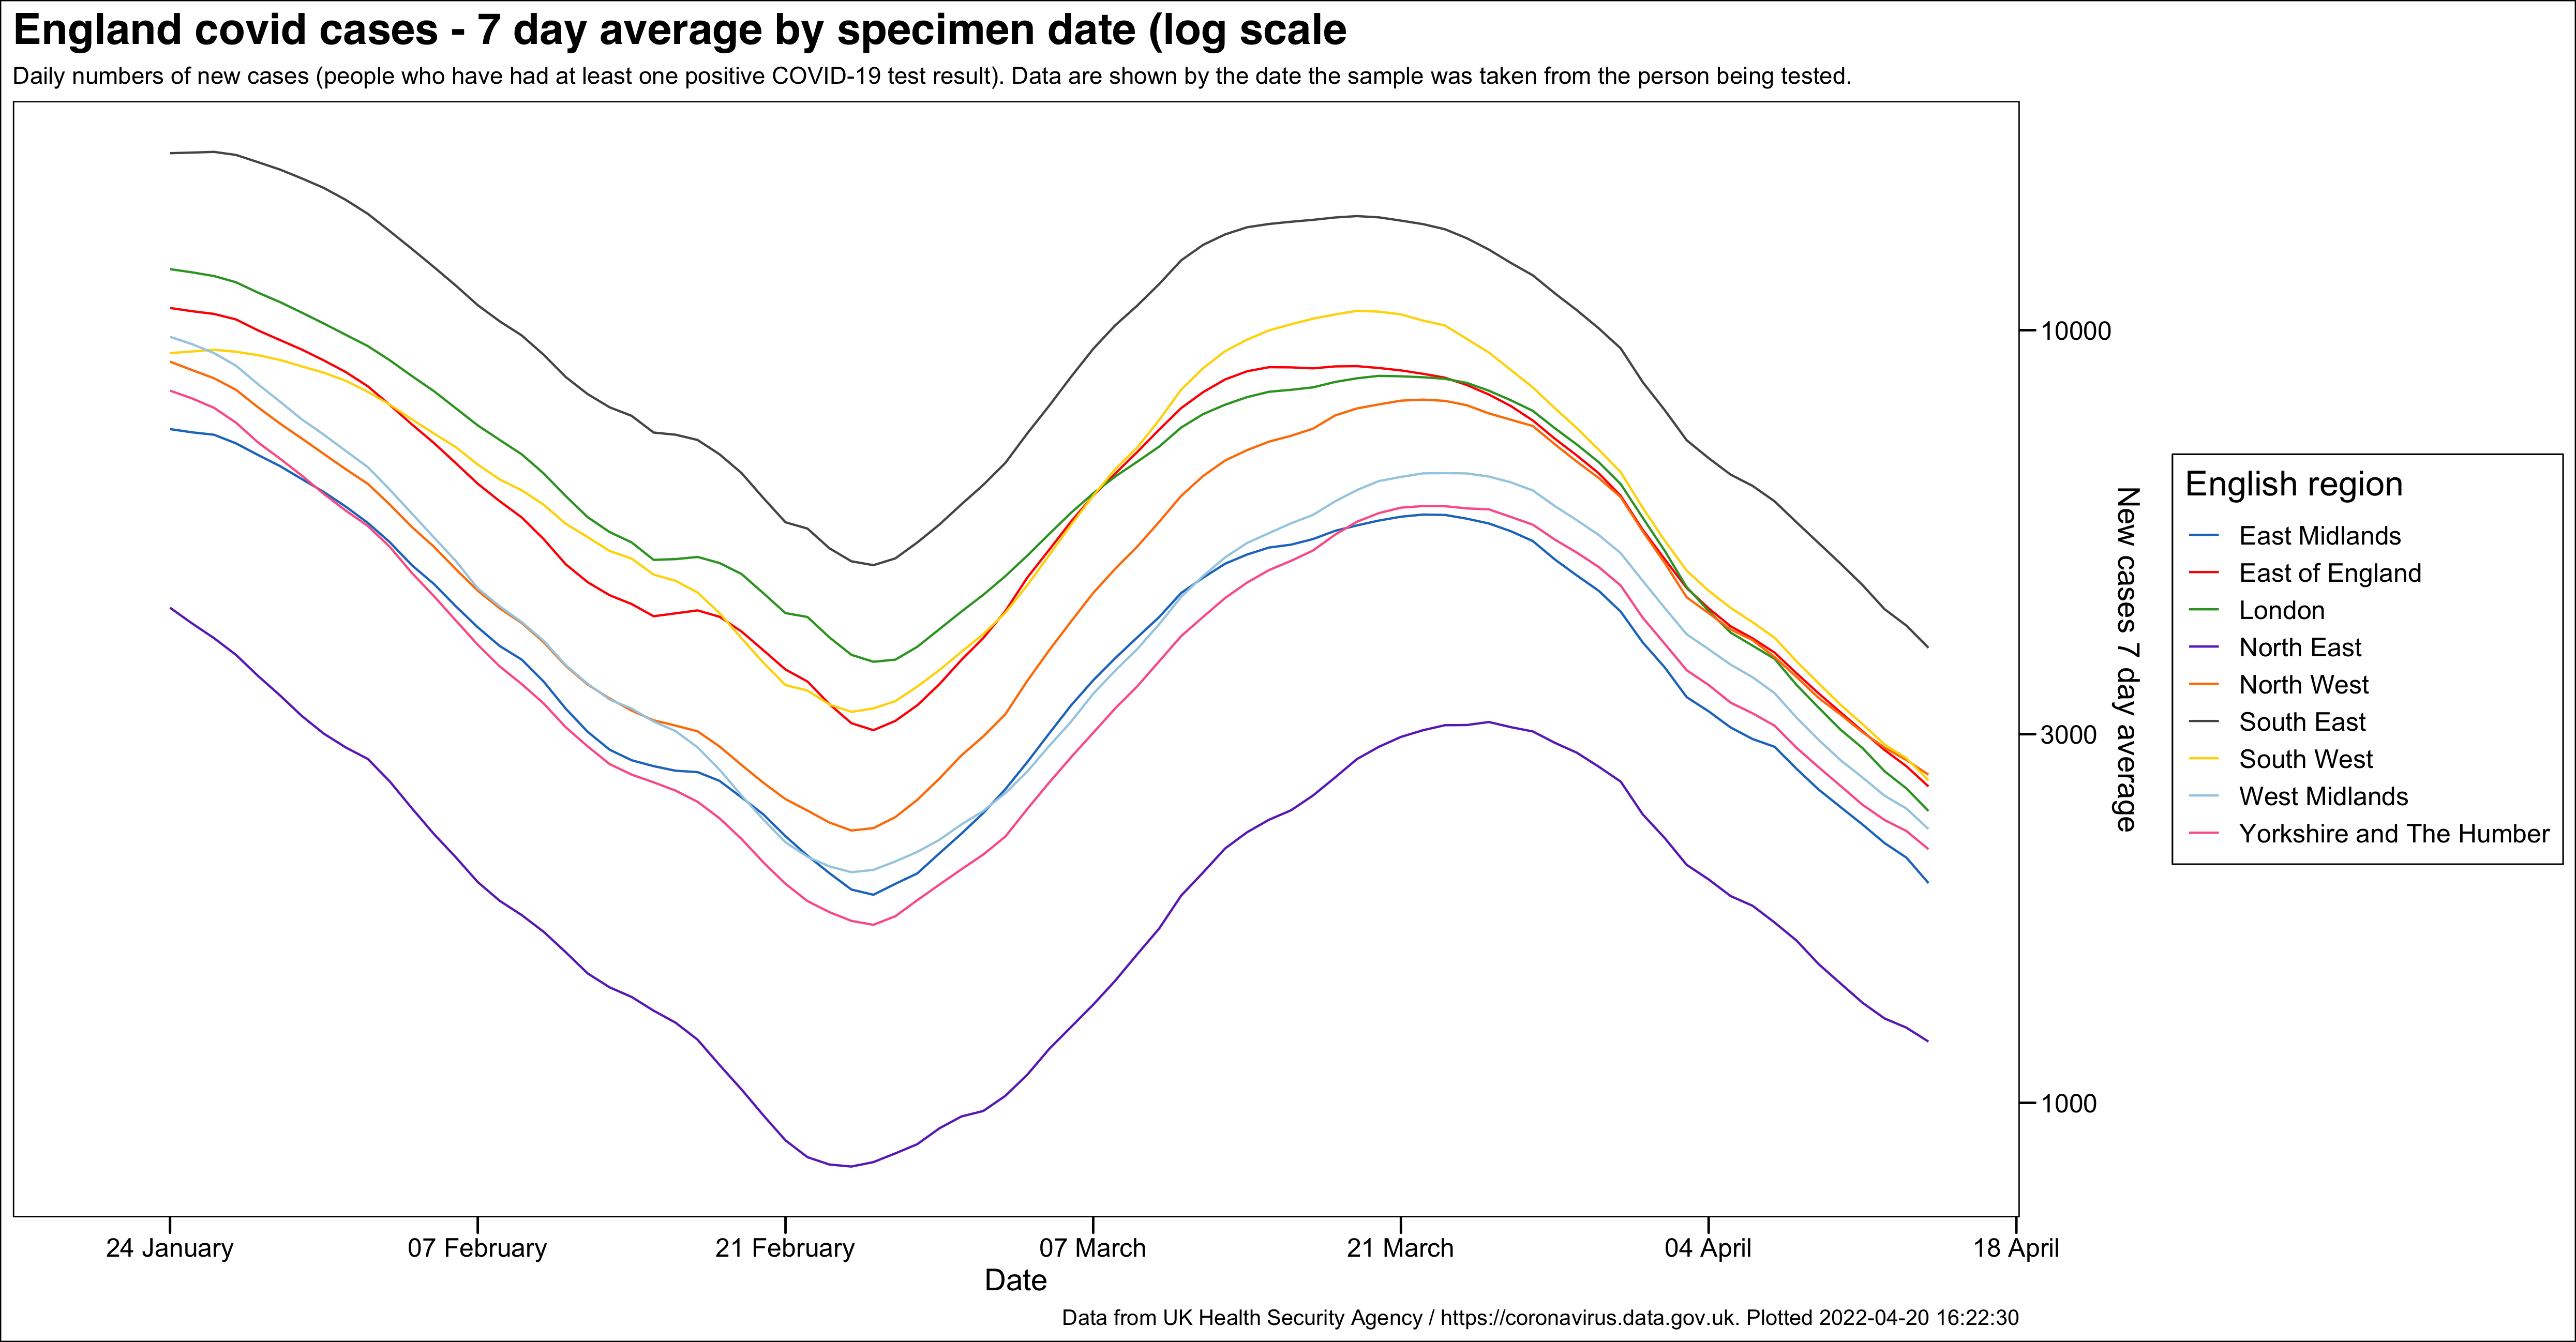 England covid cases - 7 day average by specimen date (log scale
Daily numbers of new cases (people who have had at least one positive COVID-19 test result). Data are shown by the date the sample was taken from the person being tested.
10000
3000
1000
New cases 7 day average
English region
East Midlands
East of England
London
North East
North West
South East
South West
West Midlands
Yorkshire and The Humber
24 January
07 February
21 February
07 March
21 March
04 April
18 April
Date
Data from UK Health Security Agency / https://coronavirus.data.gov.uk. Plotted 2022-04-20 16:22:30